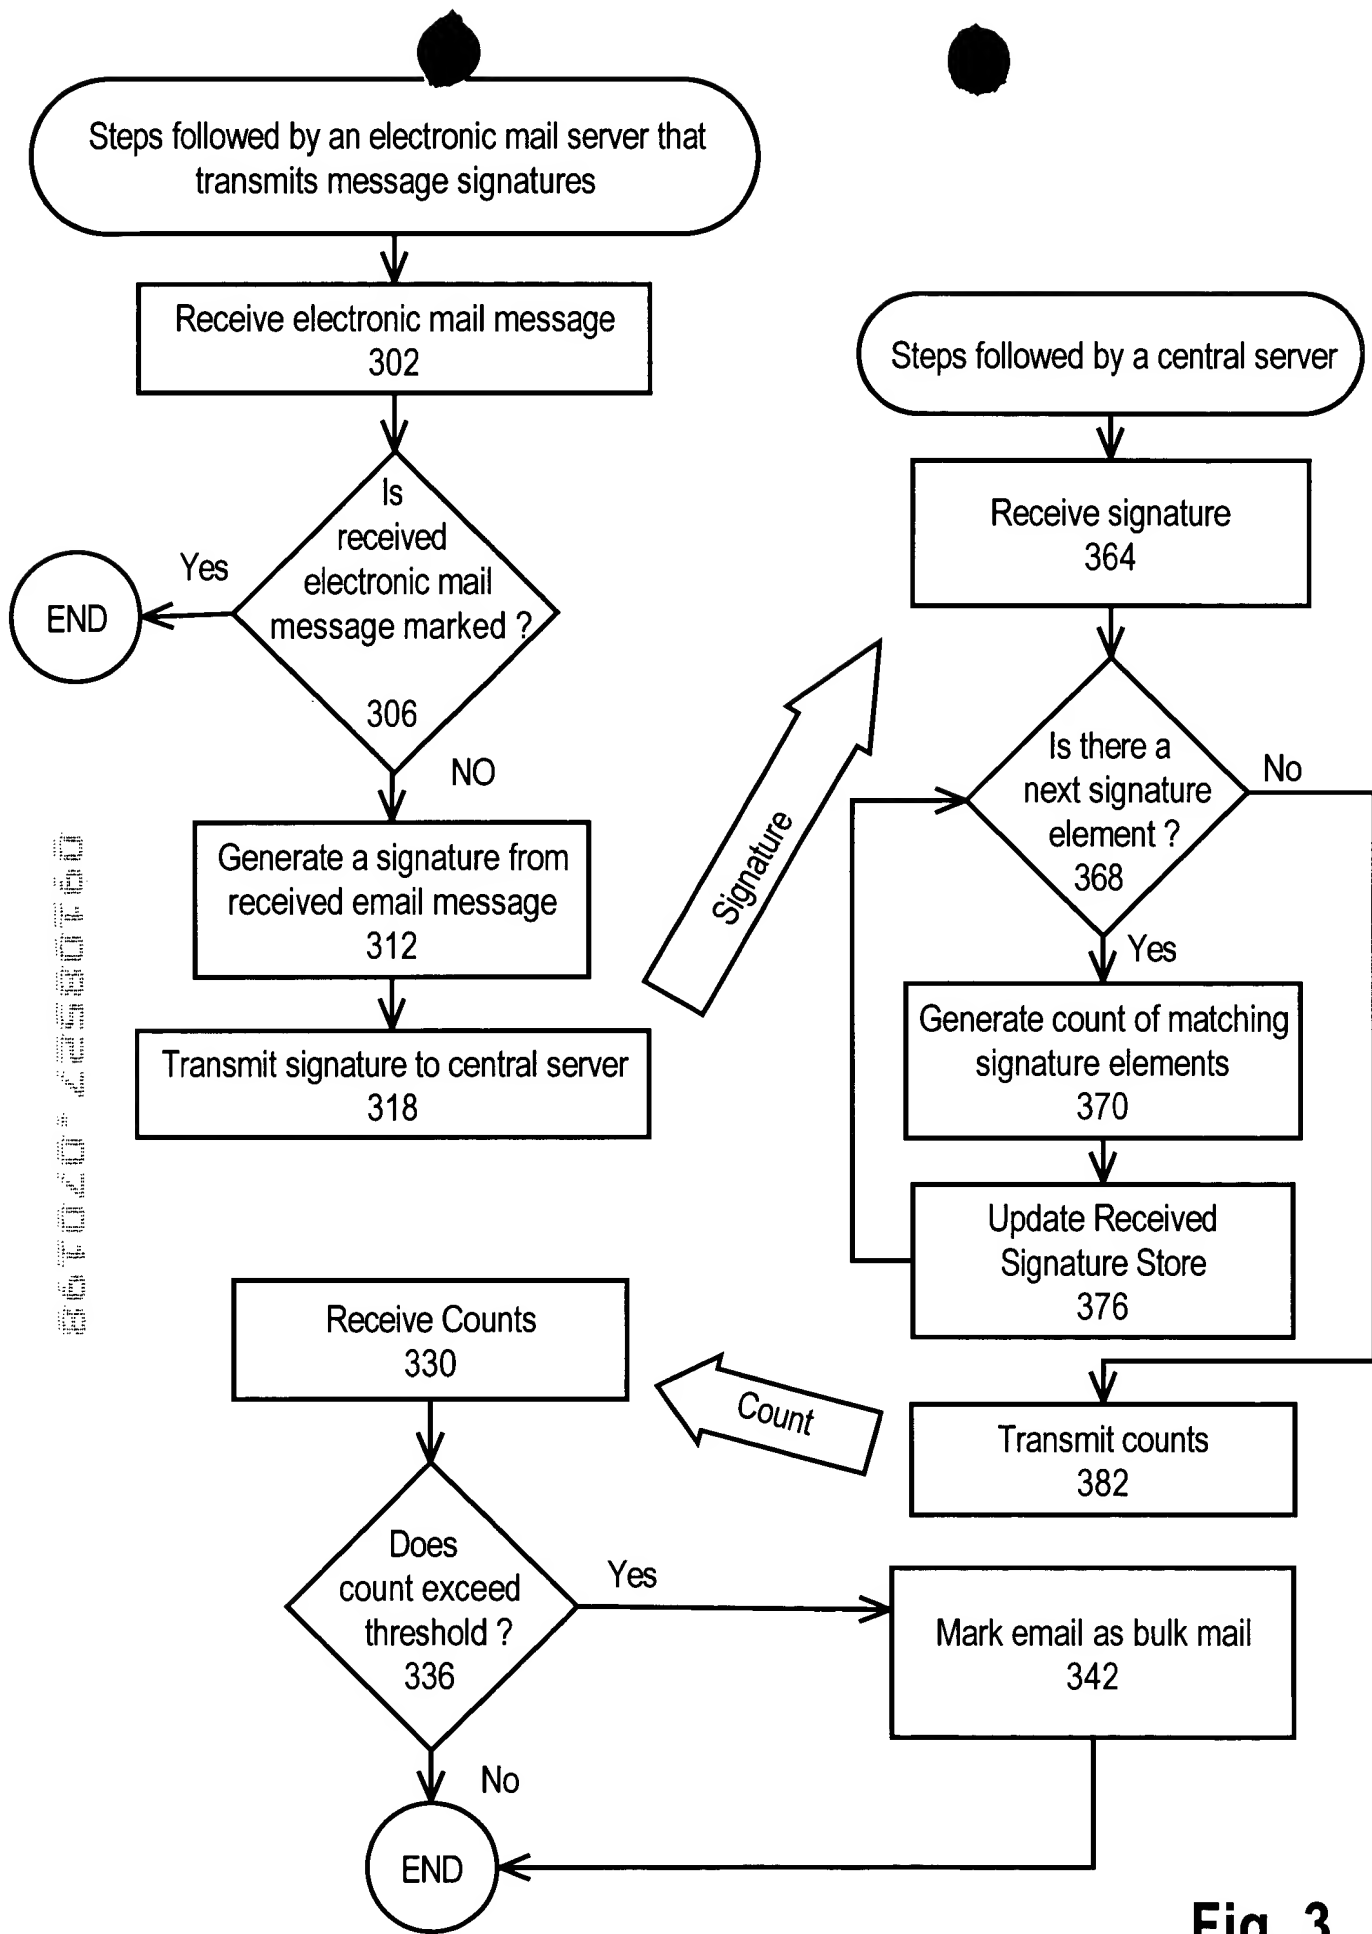 Steps followed by an electronic mail server that
transmits message signatures
Receive electronic mail message
302
Is
received
electronic mail
message marked ?
306
Yes
END
NO
Generate a signature from
received email message
312
Transmit signature to central server
318
Signature
Steps followed by a central server
Receive signature
364
Is there a
next signature
element ?
368
No
Yes
Generate count of matching
signature elements
370
Update Received
Signature Store
376
Transmit counts
382
Count
Receive Counts
330
Does
count exceed
threshold ?
336
Yes
Mark email as bulk mail
342
No
END
Fig. 3